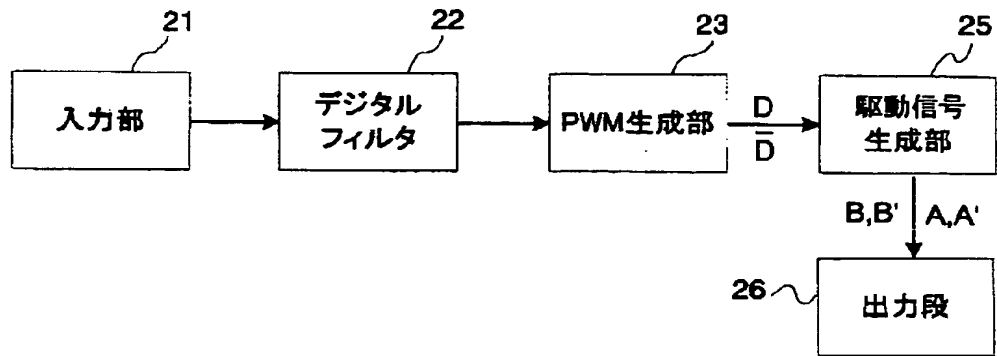 21
入力部
22
デジタル
フィルタ
23
PWM生成部
D
D̅
25
駆動信号
生成部
B,B' A,A'
26
出力段